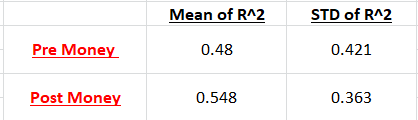 Mean of R^2 STD of R^2
Pre Money 0.48 0.421
Post Money 0.548 0.363